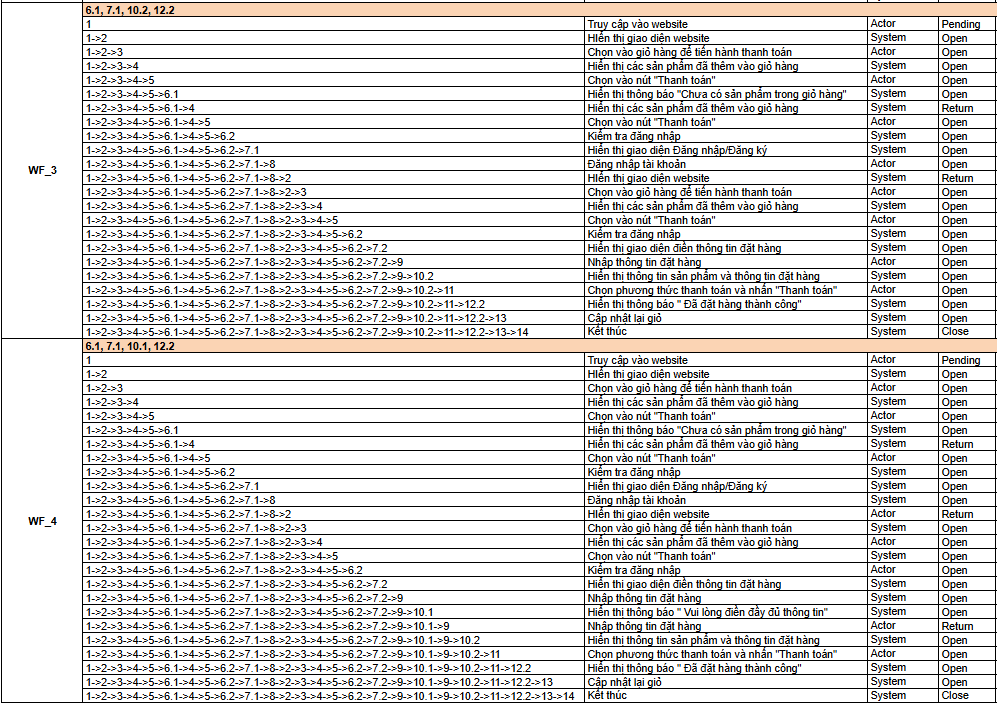 6.1, 7.1, 10.2, 12.2
WF_3
1 Truy cập vào website Actor Pending
1->2 Hiển thị giao diện website System Open
1->2->3 Chọn vào giỏ hàng để tiến hành thanh toán Actor Open
1->2->3->4 Hiển thị các sản phẩm đã thêm vào giỏ hàng System Open
1->2->3->4->5 Chọn vào nút "Thanh toán" Actor Open
1->2->3->4->5->6.1 Hiển thị thông báo "Chưa có sản phẩm trong giỏ hàng" System Open
1->2->3->4->5->6.1->4 Hiển thị các sản phẩm đã thêm vào giỏ hàng System Return
1->2->3->4->5->6.1->4->5 Chọn vào nút "Thanh toán" Actor Open
1->2->3->4->5->6.1->4->5->6.2 Kiểm tra đăng nhập System Open
1->2->3->4->5->6.1->4->5->6.2->7.1 Hiển thị giao diện Đăng nhập/Đăng ký System Open
1->2->3->4->5->6.1->4->5->6.2->7.1->8 Đăng nhập tài khoản Actor Open
1->2->3->4->5->6.1->4->5->6.2->7.1->8->2 Hiển thị giao diện website System Return
1->2->3->4->5->6.1->4->5->6.2->7.1->8->2->3 Chọn vào giỏ hàng để tiến hành thanh toán Actor Open
1->2->3->4->5->6.1->4->5->6.2->7.1->8->2->3->4 Hiển thị các sản phẩm đã thêm vào giỏ hàng System Open
1->2->3->4->5->6.1->4->5->6.2->7.1->8->2->3->4->5 Chọn vào nút "Thanh toán" Actor Open
1->2->3->4->5->6.1->4->5->6.2->7.1->8->2->3->4->5->6.2 Kiểm tra đăng nhập System Open
1->2->3->4->5->6.1->4->5->6.2->7.1->8->2->3->4->5->6.2->7.2 Hiển thị giao diện điền thông tin đặt hàng System Open
1->2->3->4->5->6.1->4->5->6.2->7.1->8->2->3->4->5->6.2->7.2->9 Nhập thông tin đặt hàng Actor Open
1->2->3->4->5->6.1->4->5->6.2->7.1->8->2->3->4->5->6.2->7.2->9->10.2 Hiển thị thông tin sản phẩm và thông tin đặt hàng System Open
1->2->3->4->5->6.1->4->5->6.2->7.1->8->2->3->4->5->6.2->7.2->9->10.2->11 Chọn phương thức thanh toán và nhấn "Thanh toán" Actor Open
1->2->3->4->5->6.1->4->5->6.2->7.1->8->2->3->4->5->6.2->7.2->9->10.2->11->12.2 Hiển thị thông báo " Đã đặt hàng thành công" System Open
1->2->3->4->5->6.1->4->5->6.2->7.1->8->2->3->4->5->6.2->7.2->9->10.2->11->12.2->13 Cập nhật lại giỏ System Open
1->2->3->4->5->6.1->4->5->6.2->7.1->8->2->3->4->5->6.2->7.2->9->10.2->11->12.2->13->14 Kết thúc System Close
6.1, 7.1, 10.1, 12.2
WF_4
1 Truy cập vào website Actor Pending
1->2 Hiển thị giao diện website System Open
1->2->3 Chọn vào giỏ hàng để tiến hành thanh toán Actor Open
1->2->3->4 Hiển thị các sản phẩm đã thêm vào giỏ hàng System Open
1->2->3->4->5 Chọn vào nút "Thanh toán" Actor Open
1->2->3->4->5->6.1 Hiển thị thông báo "Chưa có sản phẩm trong giỏ hàng" System Open
1->2->3->4->5->6.1->4 Hiển thị các sản phẩm đã thêm vào giỏ hàng System Return
1->2->3->4->5->6.1->4->5 Chọn vào nút "Thanh toán" Actor Open
1->2->3->4->5->6.1->4->5->6.2 Kiểm tra đăng nhập System Open
1->2->3->4->5->6.1->4->5->6.2->7.1 Hiển thị giao diện Đăng nhập/Đăng ký System Open
1->2->3->4->5->6.1->4->5->6.2->7.1->8 Đăng nhập tài khoản System Open
1->2->3->4->5->6.1->4->5->6.2->7.1->8->2 Hiển thị giao diện website Actor Return
1->2->3->4->5->6.1->4->5->6.2->7.1->8->2->3 Chọn vào giỏ hàng để tiến hành thanh toán System Open
1->2->3->4->5->6.1->4->5->6.2->7.1->8->2->3->4 Hiển thị các sản phẩm đã thêm vào giỏ hàng Actor Open
1->2->3->4->5->6.1->4->5->6.2->7.1->8->2->3->4->5 Chọn vào nút "Thanh toán" System Open
1->2->3->4->5->6.1->4->5->6.2->7.1->8->2->3->4->5->6.2 Kiểm tra đăng nhập Actor Open
1->2->3->4->5->6.1->4->5->6.2->7.1->8->2->3->4->5->6.2->7.2 Hiển thị giao diện điền thông tin đặt hàng System Open
1->2->3->4->5->6.1->4->5->6.2->7.1->8->2->3->4->5->6.2->7.2->9 Nhập thông tin đặt hàng System Open
1->2->3->4->5->6.1->4->5->6.2->7.1->8->2->3->4->5->6.2->7.2->9->10.1 Hiển thị thông báo " Vui lòng điền đầy đủ thông tin" System Open
1->2->3->4->5->6.1->4->5->6.2->7.1->8->2->3->4->5->6.2->7.2->9->10.1->9 Nhập thông tin đặt hàng Actor Return
1->2->3->4->5->6.1->4->5->6.2->7.1->8->2->3->4->5->6.2->7.2->9->10.1->9->10.2 Hiển thị thông tin sản phẩm và thông tin đặt hàng System Open
1->2->3->4->5->6.1->4->5->6.2->7.1->8->2->3->4->5->6.2->7.2->9->10.1->9->10.2->11 Chọn phương thức thanh toán và nhấn "Thanh toán" Actor Open
1->2->3->4->5->6.1->4->5->6.2->7.1->8->2->3->4->5->6.2->7.2->9->10.1->9->10.2->11->12.2 Hiển thị thông báo " Đã đặt hàng thành công" System Open
1->2->3->4->5->6.1->4->5->6.2->7.1->8->2->3->4->5->6.2->7.2->9->10.1->9->10.2->11->12.2->13 Cập nhật lại giỏ System Open
1->2->3->4->5->6.1->4->5->6.2->7.1->8->2->3->4->5->6.2->7.2->9->10.1->9->10.2->11->12.2->13->14 Kết thúc System Close